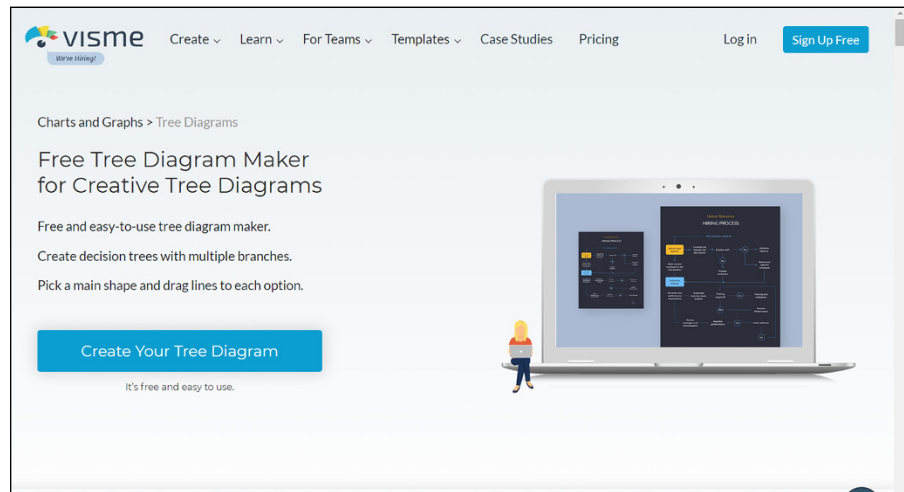 visme
We're Hiring!
Create
Learn
For Teams
Templates
Case Studies
Pricing
Log in
Sign Up Free
Charts and Graphs > Tree Diagrams
Free Tree Diagram Maker
for Creative Tree Diagrams
Free and easy-to-use tree diagram maker.
Create decision trees with multiple branches.
Pick a main shape and drag lines to each option.
Create Your Tree Diagram
It's free and easy to use.
HIRING PROCESS